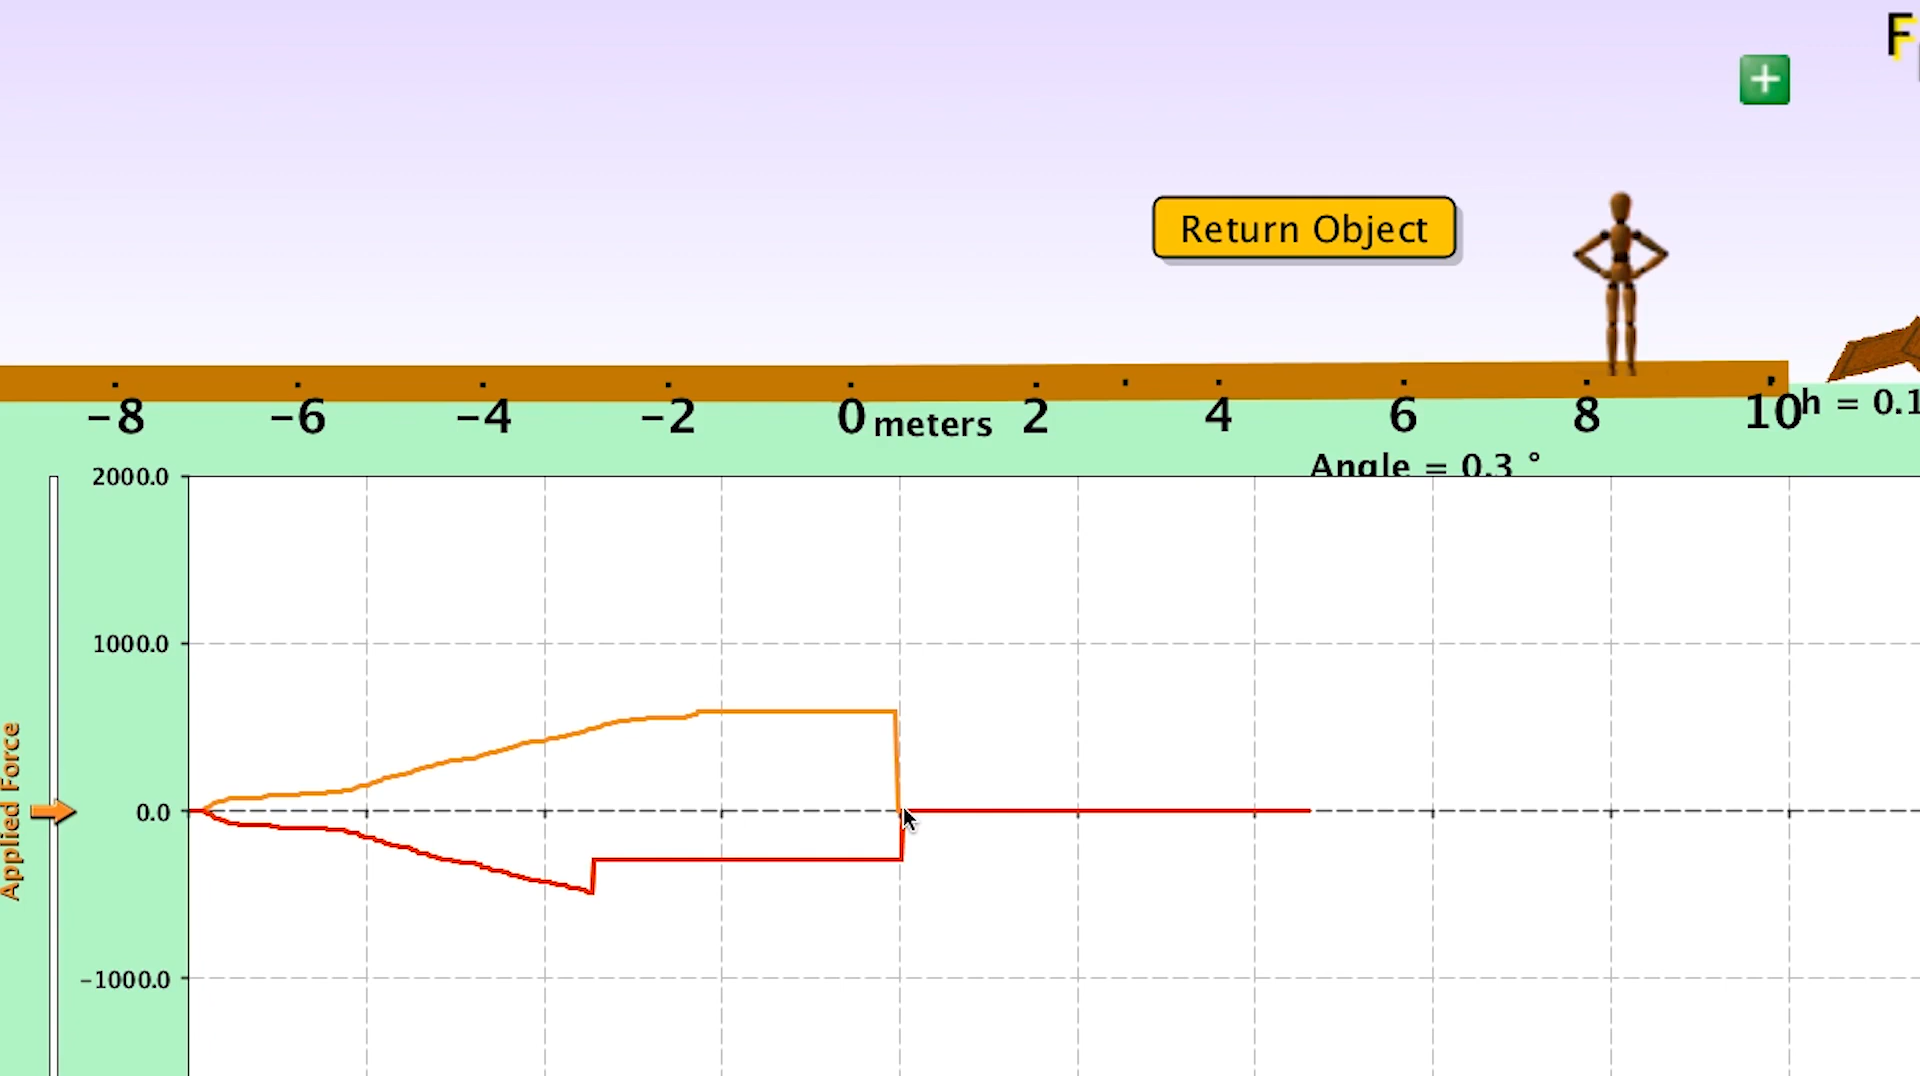 F
Return Object
-8 -6 -4 -2 0 meters 2 4 6 8 10 h = 0.1
Angle = 0.3 °
2000.0
1000.0
0.0
-1000.0
Applied Force